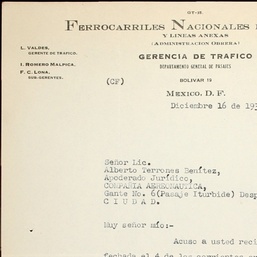 GT-18
FERROCARRILES NACIONALES
Y LINEAS ANEXAS
(ADMINISTRACION OBRERA)
L. VALDES,
GERENTE DE TRAFICO.
I. ROMERO MALPICA,
F. C. LONA,
SUB-GERENTES.
GERENCIA DE TRAFICO
DEPARTAMENTO GENERAL DE PASAJES
(CF)
BOLIVAR 19
MEXICO, D. F.
Diciembre 16 de 193
Señor Lic.
Alberto Terrones Benítez,
Apoderado Jurídico,
COMPAÑIA AERONAUTICA,
Gante No. 6(Pasaje Iturbide) Desp
C I U D A D.
Muy señor mío:-
Acuso a usted reci
fechada el 4 de los corrientes